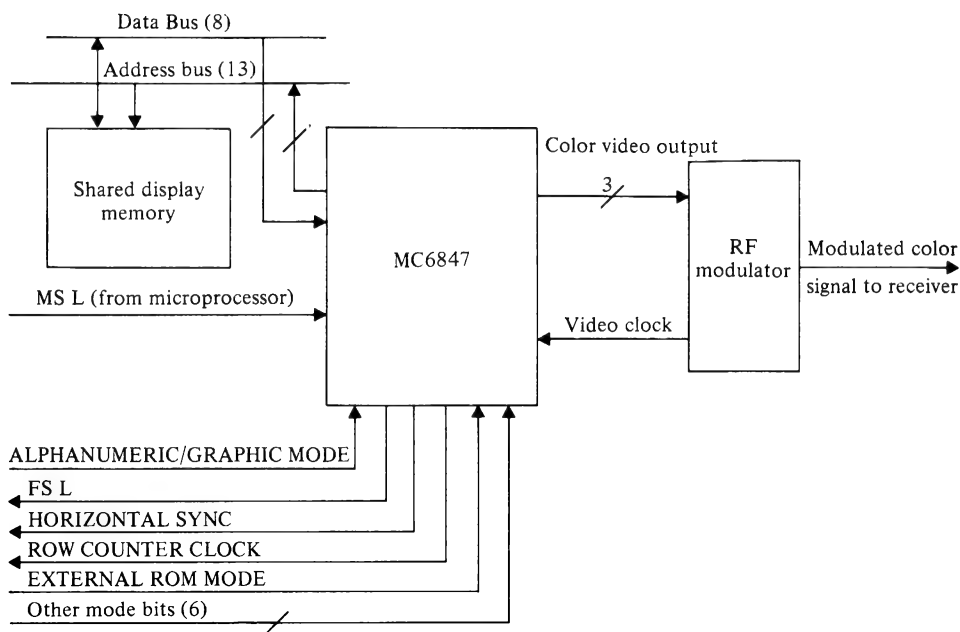 Data Bus (8)
Address bus (13)
Shared display
memory
MS L (from microprocessor)
MC6847
Color video output
3
RF
modulator
Modulated color
signal to receiver
Video clock
ALPHANUMERIC/GRAPHIC MODE
FS L
HORIZONTAL SYNC
ROW COUNTER CLOCK
EXTERNAL ROM MODE
Other mode bits (6)